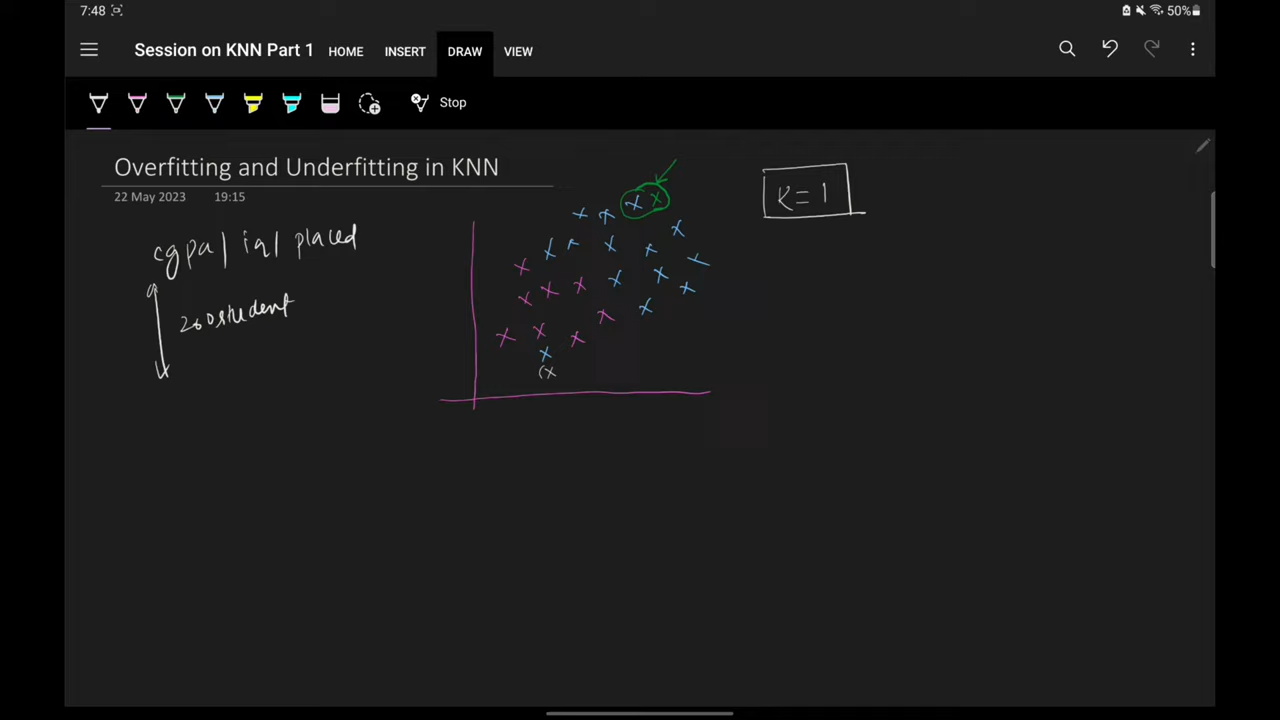 7:48 50%
Session on KNN Part 1 HOME INSERT DRAW VIEW
Stop
Overfitting and Underfitting in KNN
22 May 2023 19:15
K = 1
cgpa | iq | placed
200 student